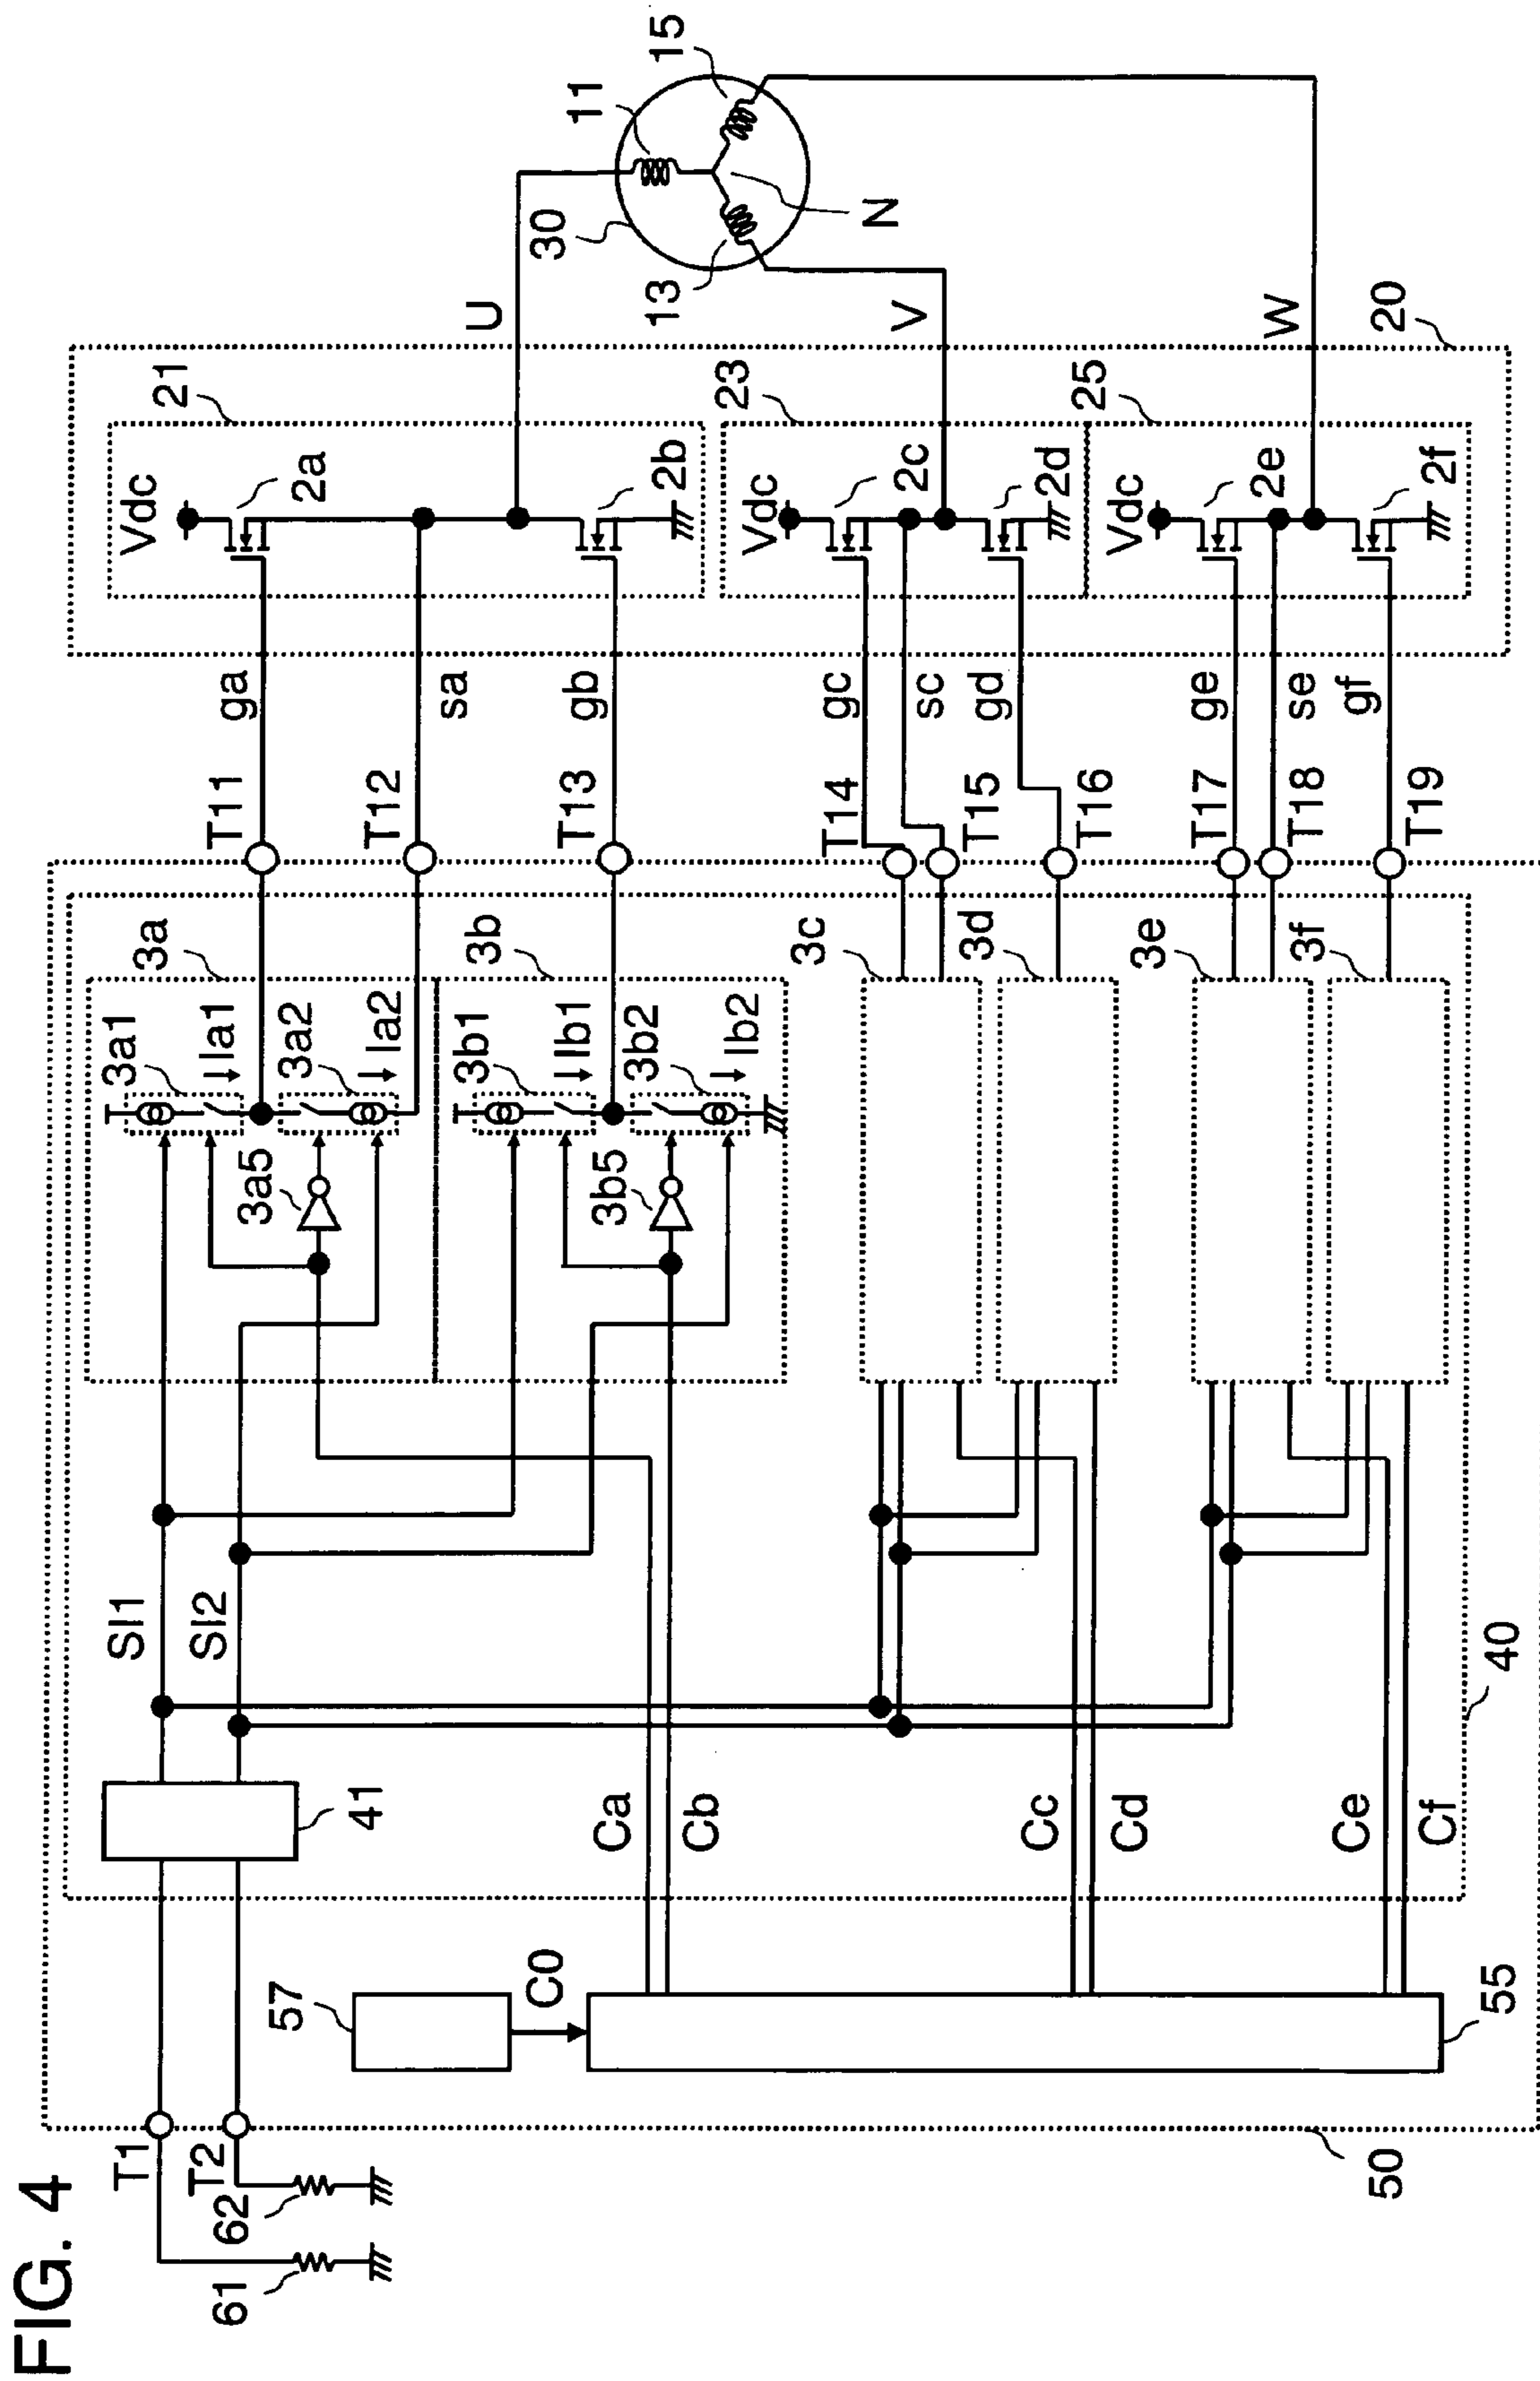 FIG. 4
T1
T2
61
62
50
57
C0
55
41
SI1
SI2
Ca
Cb
Cc
Cd
Ce
Cf
40
3a
3a1
Ia1
3a2
Ia2
3a5
3b
3b1
Ib1
3b2
Ib2
3b5
3c
3d
3e
3f
T11
T12
T13
T14
T15
T16
T17
T18
T19
ga
sa
gb
gc
sc
gd
ge
se
gf
21
Vdc
2a
2b
23
Vdc
2c
2d
25
Vdc
2e
2f
20
U
V
W
30
11
13
15
N